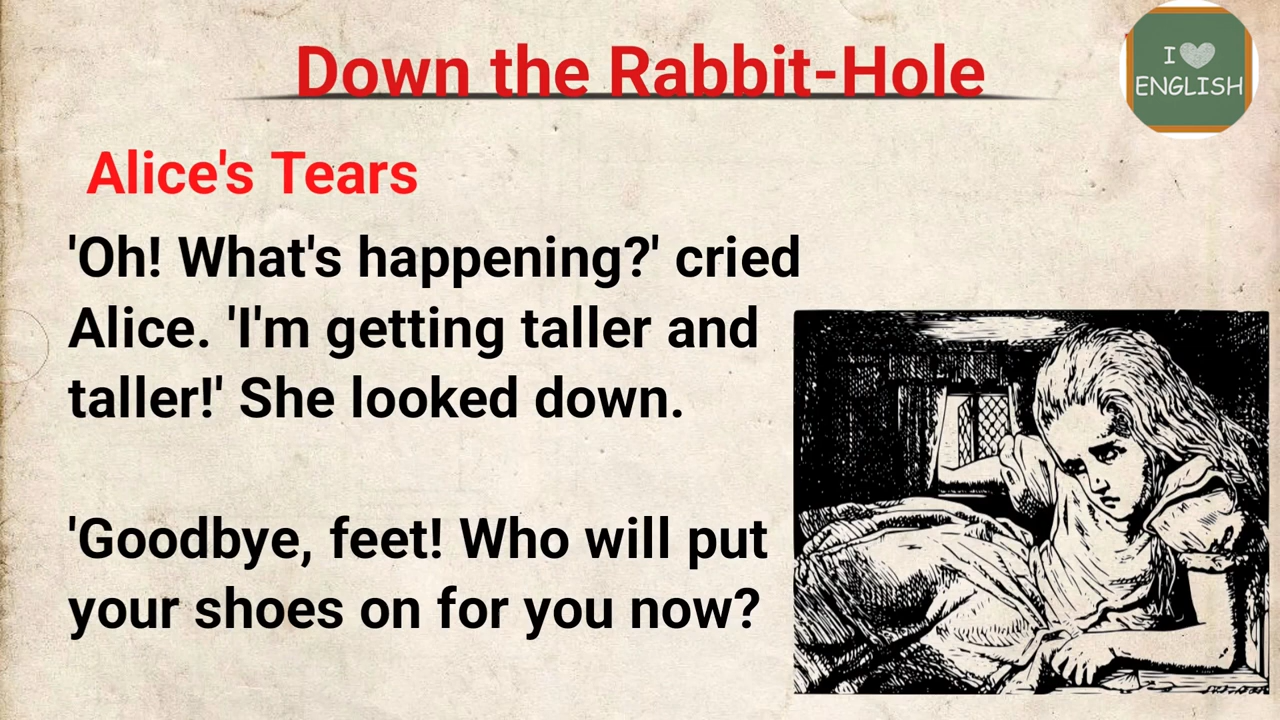 Down the Rabbit-Hole
I
ENGLISH
Alice's Tears
'Oh! What's happening?' cried
Alice. 'I'm getting taller and
taller!' She looked down.
'Goodbye, feet! Who will put
your shoes on for you now?